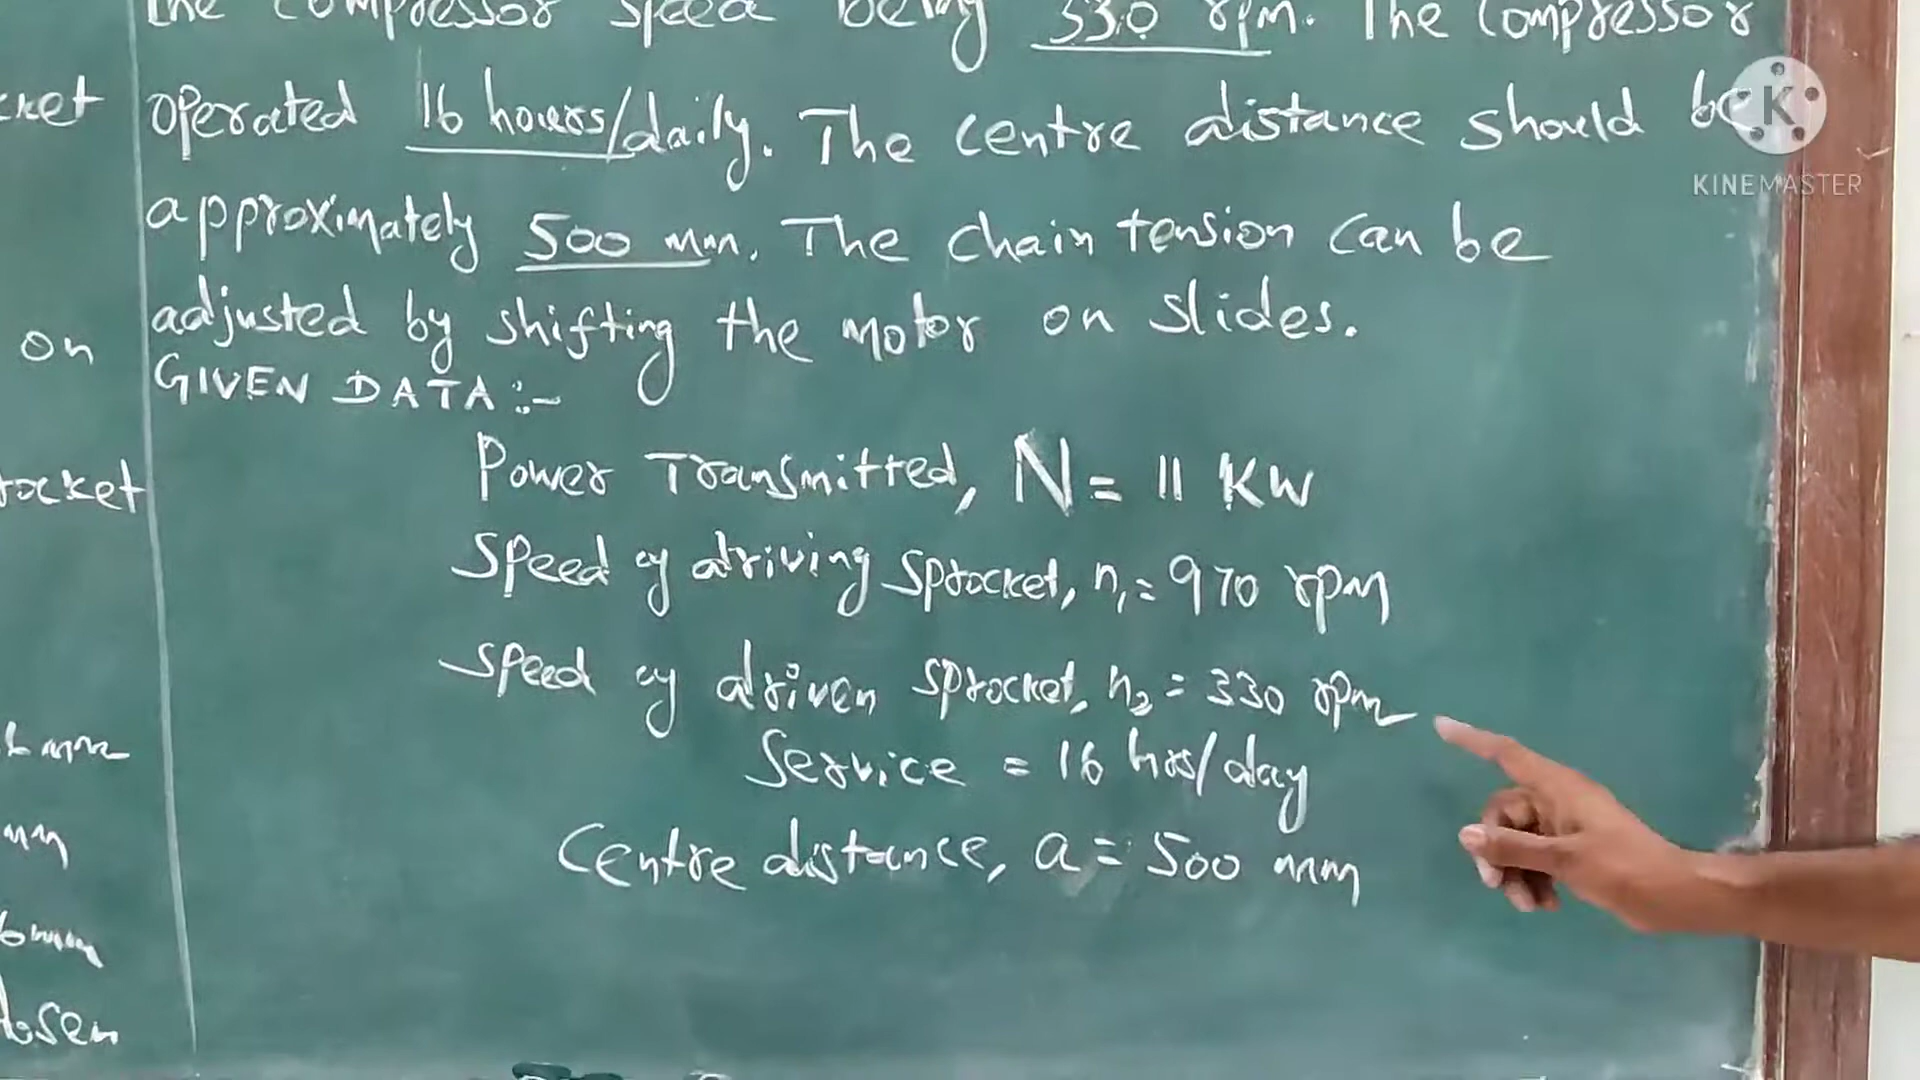 The compressor speed being 330 rpm. The compressor
operated 16 hours/daily. The centre distance should be
approximately 500 mm. The chain tension can be
adjusted by shifting the motor on slides.
GIVEN DATA :-
Power Transmitted, N = 11 KW
Speed of driving sprocket, n1 = 970 rpm
Speed of driven sprocket, n2 = 330 rpm
Service = 16 hrs/day
Centre distance, a = 500 mm
on
mm
mm
K
KINEMASTER